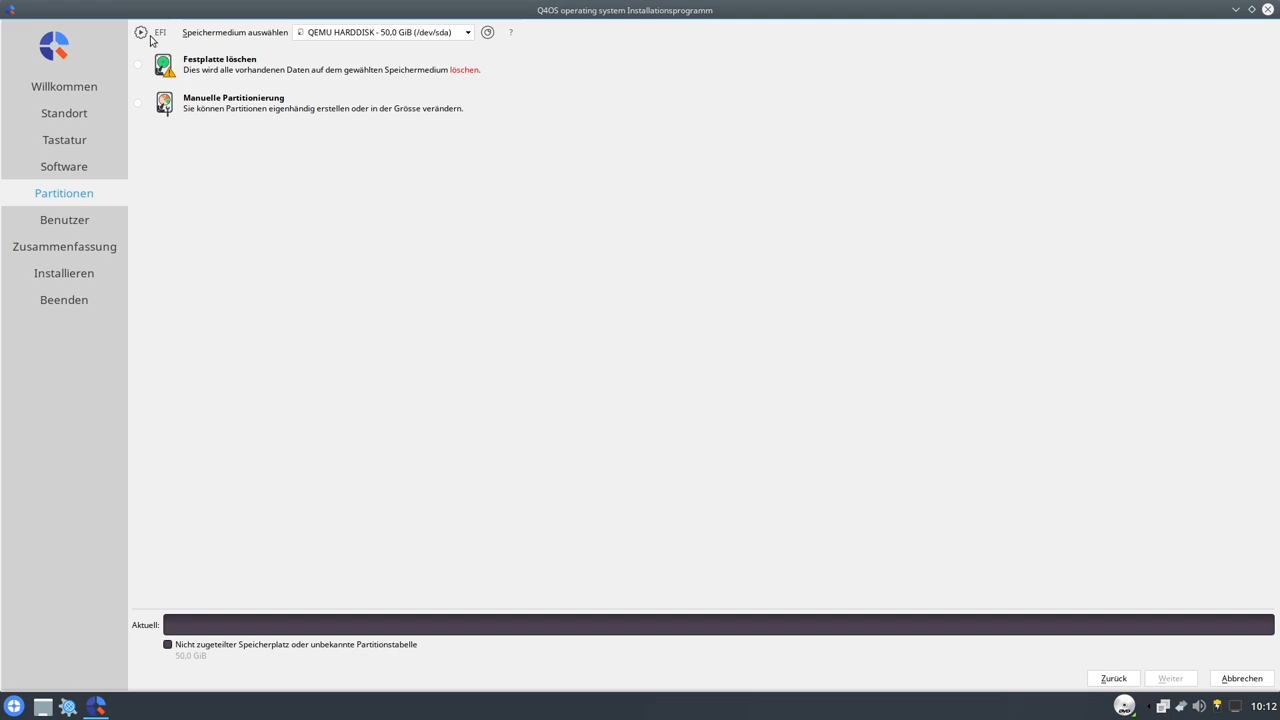 Q4OS operating system Installationsprogramm
EFI
Speichermedium auswählen
QEMU HARDDISK - 50,0 GiB (/dev/sda)
?
Festplatte löschen
Dies wird alle vorhandenen Daten auf dem gewählten Speichermedium löschen.
Manuelle Partitionierung
Sie können Partitionen eigenhändig erstellen oder in der Grösse verändern.
Willkommen
Standort
Tastatur
Software
Partitionen
Benutzer
Zusammenfassung
Installieren
Beenden
Aktuell:
Nicht zugeteilter Speicherplatz oder unbekannte Partitionstabelle
50,0 GiB
Zurück
Weiter
Abbrechen
DVD
10:12